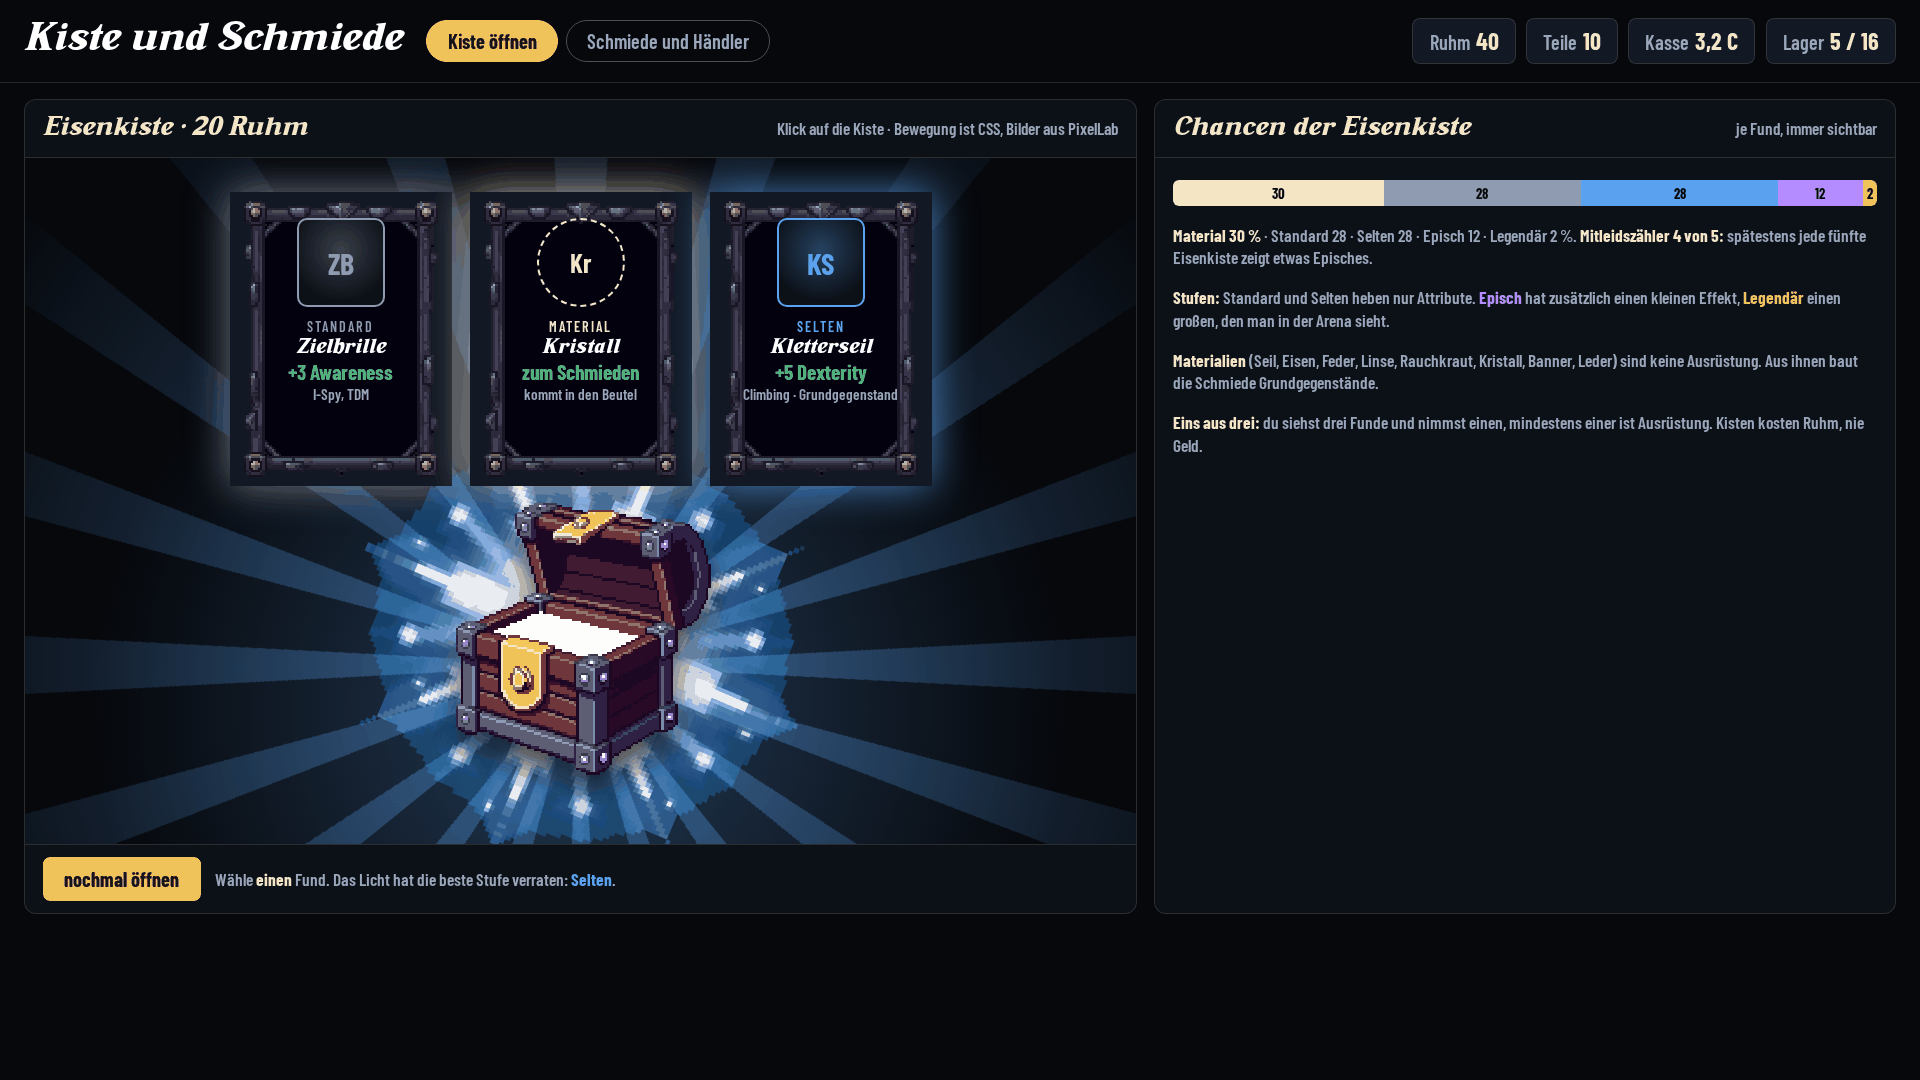 Kiste und Schmiede
Kiste öffnen
Schmiede und Händler
Ruhm 40
Teile 10
Kasse 3,2 C
Lager 5 / 16
Eisenkiste · 20 Ruhm
Klick auf die Kiste · Bewegung ist CSS, Bilder aus PixelLab
ZB
STANDARD
Zielbrille
+3 Awareness
I-Spy, TDM
Kr
MATERIAL
Kristall
zum Schmieden
kommt in den Beutel
KS
SELTEN
Kletterseil
+5 Dexterity
Climbing · Grundgegenstand
nochmal öffnen
Wähle einen Fund. Das Licht hat die beste Stufe verraten: Selten.
Chancen der Eisenkiste
je Fund, immer sichtbar
30 28 28 12 2
Material 30 % · Standard 28 · Selten 28 · Episch 12 · Legendär 2 %. Mitleidszähler 4 von 5: spätestens jede fünfte
Eisenkiste zeigt etwas Episches.
Stufen: Standard und Selten heben nur Attribute. Episch hat zusätzlich einen kleinen Effekt, Legendär einen
großen, den man in der Arena sieht.
Materialien (Seil, Eisen, Feder, Linse, Rauchkraut, Kristall, Banner, Leder) sind keine Ausrüstung. Aus ihnen baut
die Schmiede Grundgegenstände.
Eins aus drei: du siehst drei Funde und nimmst einen, mindestens einer ist Ausrüstung. Kisten kosten Ruhm, nie
Geld.